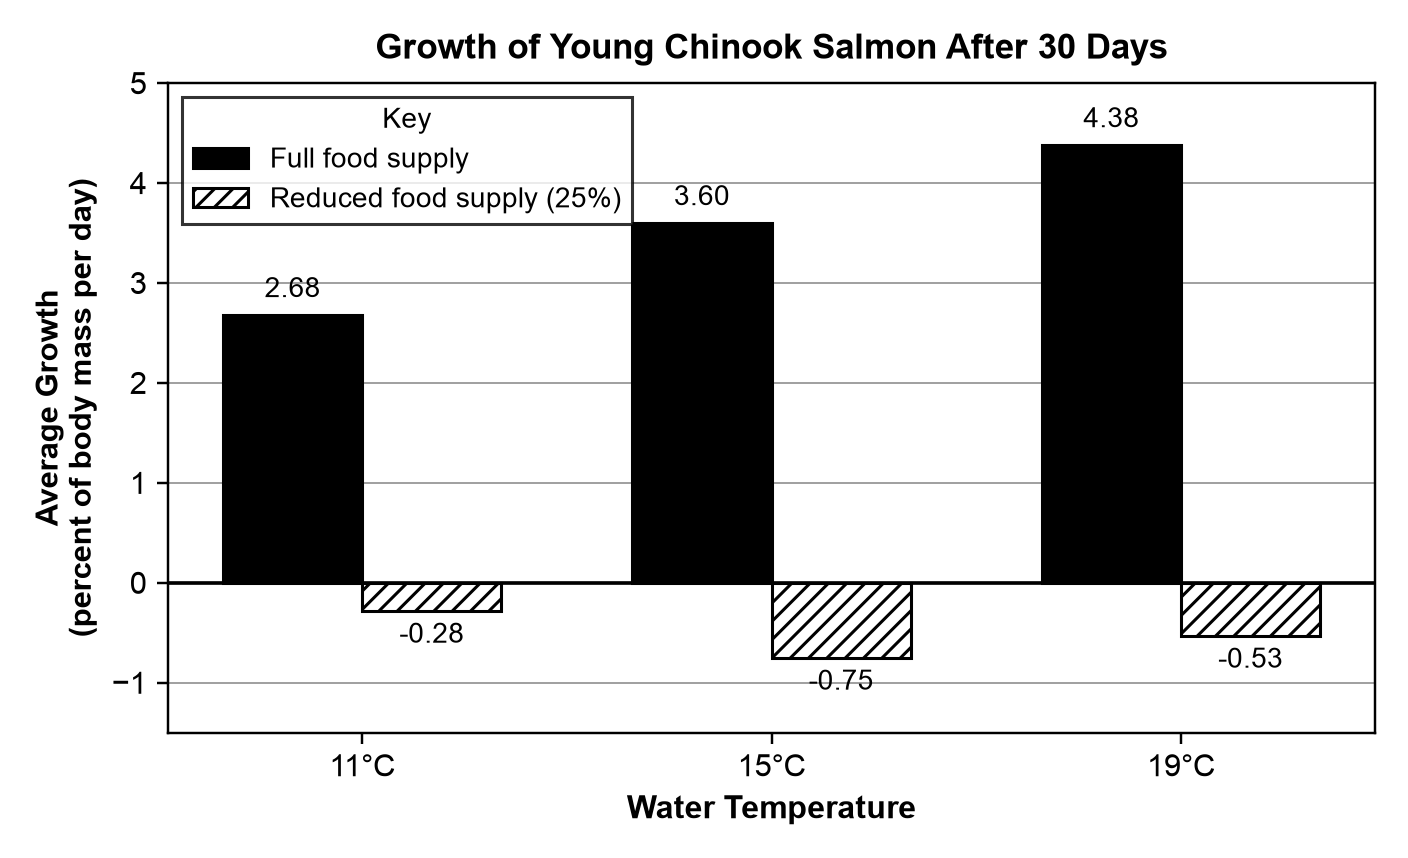 Growth of Young Chinook Salmon After 30 Days
Average Growth
(percent of body mass per day)
5
4
3
2
1
0
−1
Key
Full food supply
Reduced food supply (25%)
2.68
-0.28
3.60
-0.75
4.38
-0.53
11°C
15°C
19°C
Water Temperature